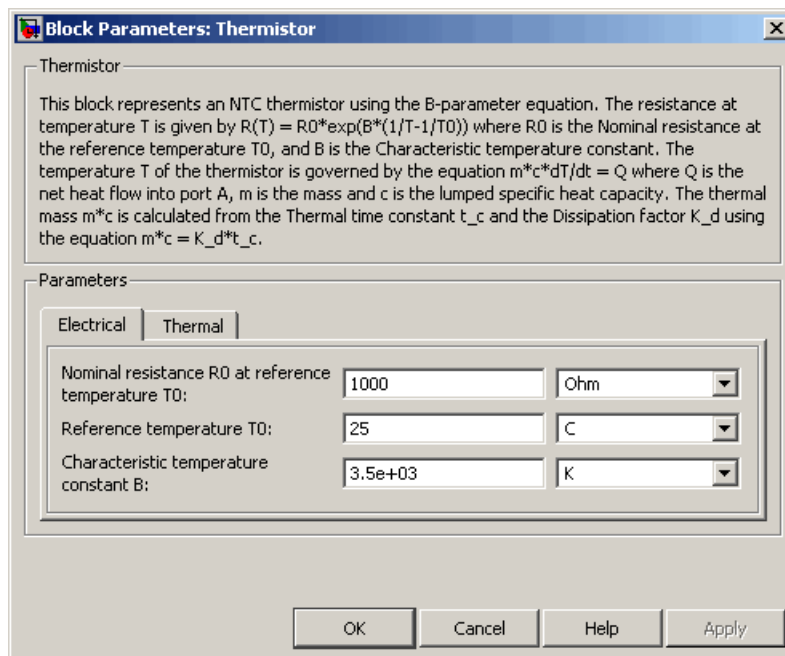 Block Parameters: Thermistor
Thermistor
This block represents an NTC thermistor using the B-parameter equation. The resistance at
temperature T is given by R(T) = R0*exp(B*(1/T-1/T0)) where R0 is the Nominal resistance at
the reference temperature T0, and B is the Characteristic temperature constant. The
temperature T of the thermistor is governed by the equation m*c*dT/dt = Q where Q is the
net heat flow into port A, m is the mass and c is the lumped specific heat capacity. The thermal
mass m*c is calculated from the Thermal time constant t_c and the Dissipation factor K_d using
the equation m*c = K_d*t_c.
Parameters
Electrical Thermal
Nominal resistance R0 at reference
temperature T0: 1000 Ohm
Reference temperature T0: 25 C
Characteristic temperature
constant B: 3.5e+03 K
OK Cancel Help Apply